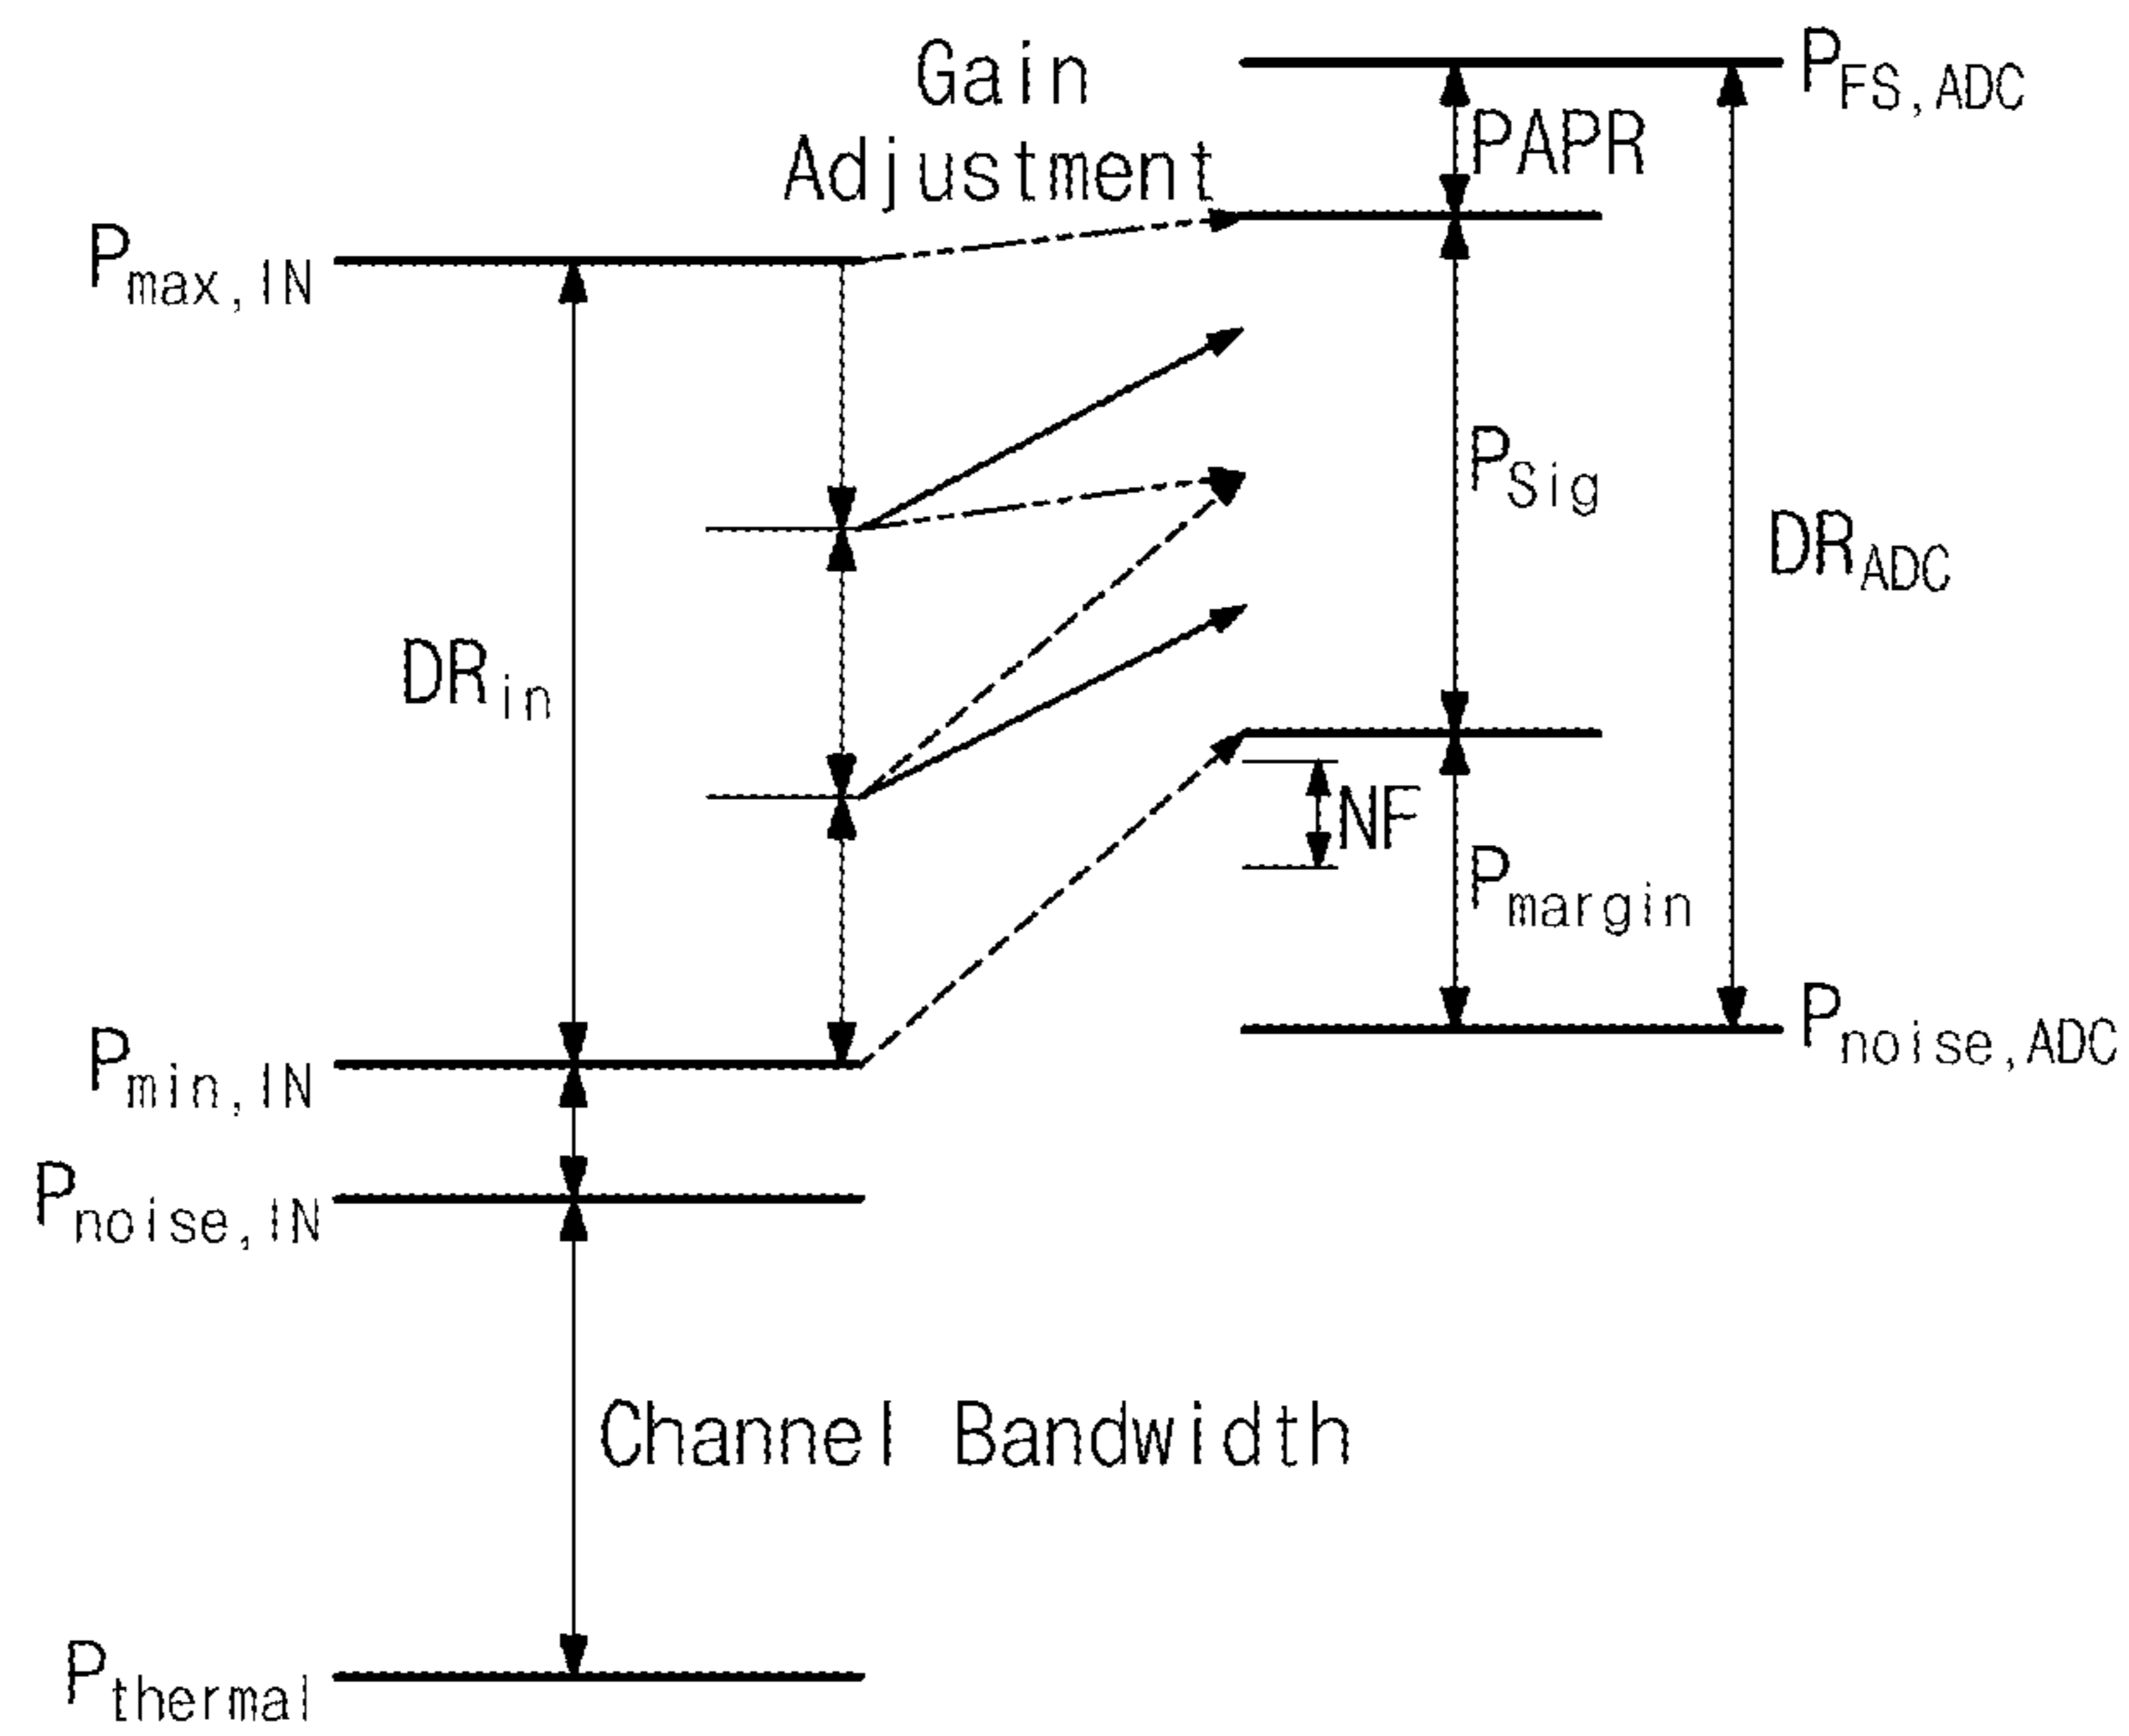 Gain
Adjustment
P_FS,ADC
PAPR
P_max,IN
P_Sig
DR_ADC
DR_in
NF
P_margin
P_noise,ADC
P_min,IN
P_noise,IN
Channel Bandwidth
P_thermal